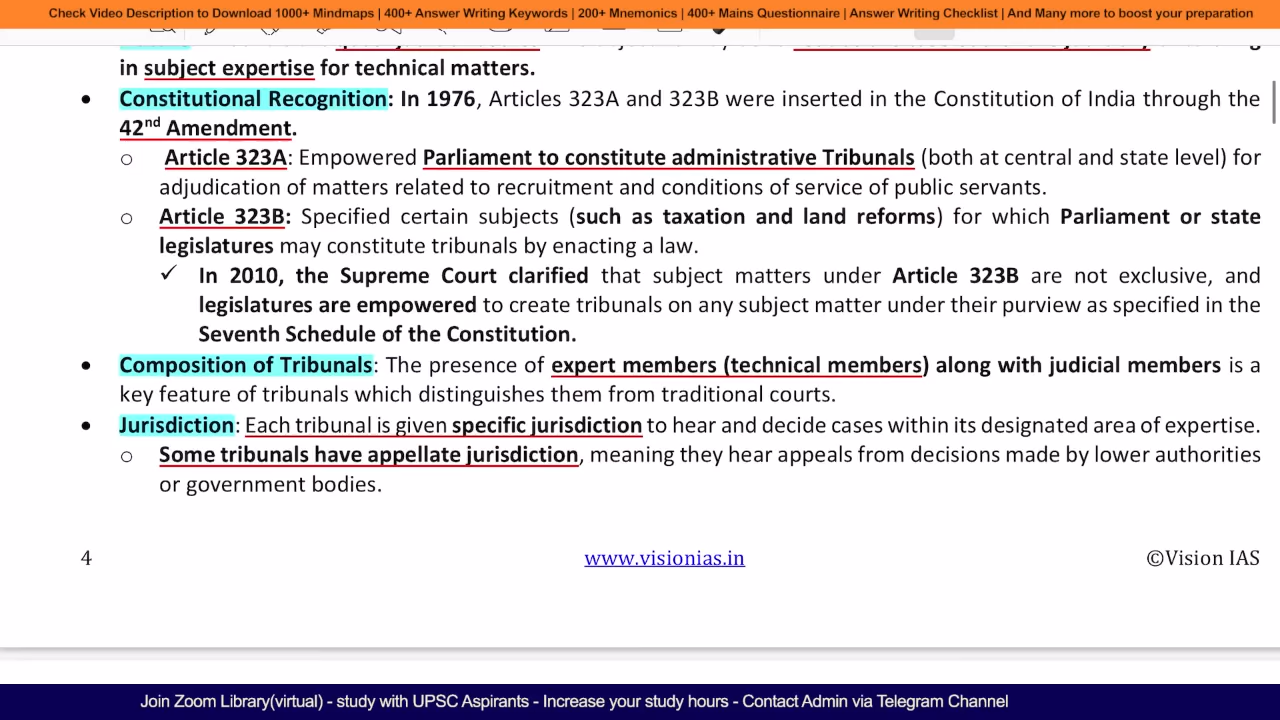 Check Video Description to Download 1000+ Mindmaps | 400+ Answer Writing Keywords | 200+ Mnemonics | 400+ Mains Questionnaire | Answer Writing Checklist | And Many more to boost your preparation
in subject expertise for technical matters.
• Constitutional Recognition: In 1976, Articles 323A and 323B were inserted in the Constitution of India through the
42nd Amendment.
o Article 323A: Empowered Parliament to constitute administrative Tribunals (both at central and state level) for
adjudication of matters related to recruitment and conditions of service of public servants.
o Article 323B: Specified certain subjects (such as taxation and land reforms) for which Parliament or state
legislatures may constitute tribunals by enacting a law.
✓ In 2010, the Supreme Court clarified that subject matters under Article 323B are not exclusive, and
legislatures are empowered to create tribunals on any subject matter under their purview as specified in the
Seventh Schedule of the Constitution.
• Composition of Tribunals: The presence of expert members (technical members) along with judicial members is a
key feature of tribunals which distinguishes them from traditional courts.
• Jurisdiction: Each tribunal is given specific jurisdiction to hear and decide cases within its designated area of expertise.
o Some tribunals have appellate jurisdiction, meaning they hear appeals from decisions made by lower authorities
or government bodies.
4 www.visionias.in ©Vision IAS
Join Zoom Library(virtual) - study with UPSC Aspirants - Increase your study hours - Contact Admin via Telegram Channel